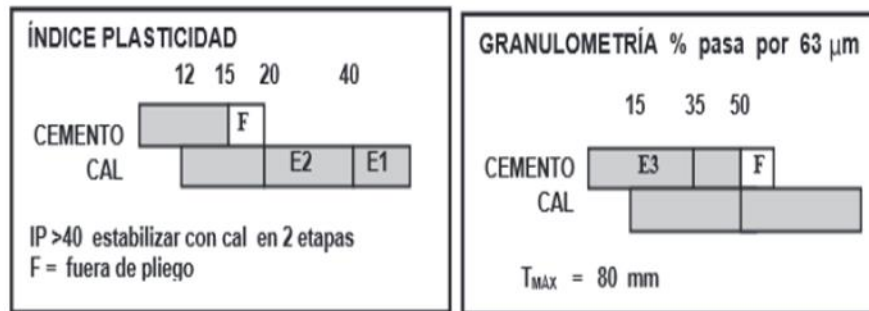 ÍNDICE PLASTICIDAD
12 15 20 40
CEMENTO F
CAL E2 E1
IP >40 estabilizar con cal en 2 etapas
F = fuera de pliego
GRANULOMETRÍA % pasa por 63 µm
15 35 50
CEMENTO E3 F
CAL
TMÁX = 80 mm